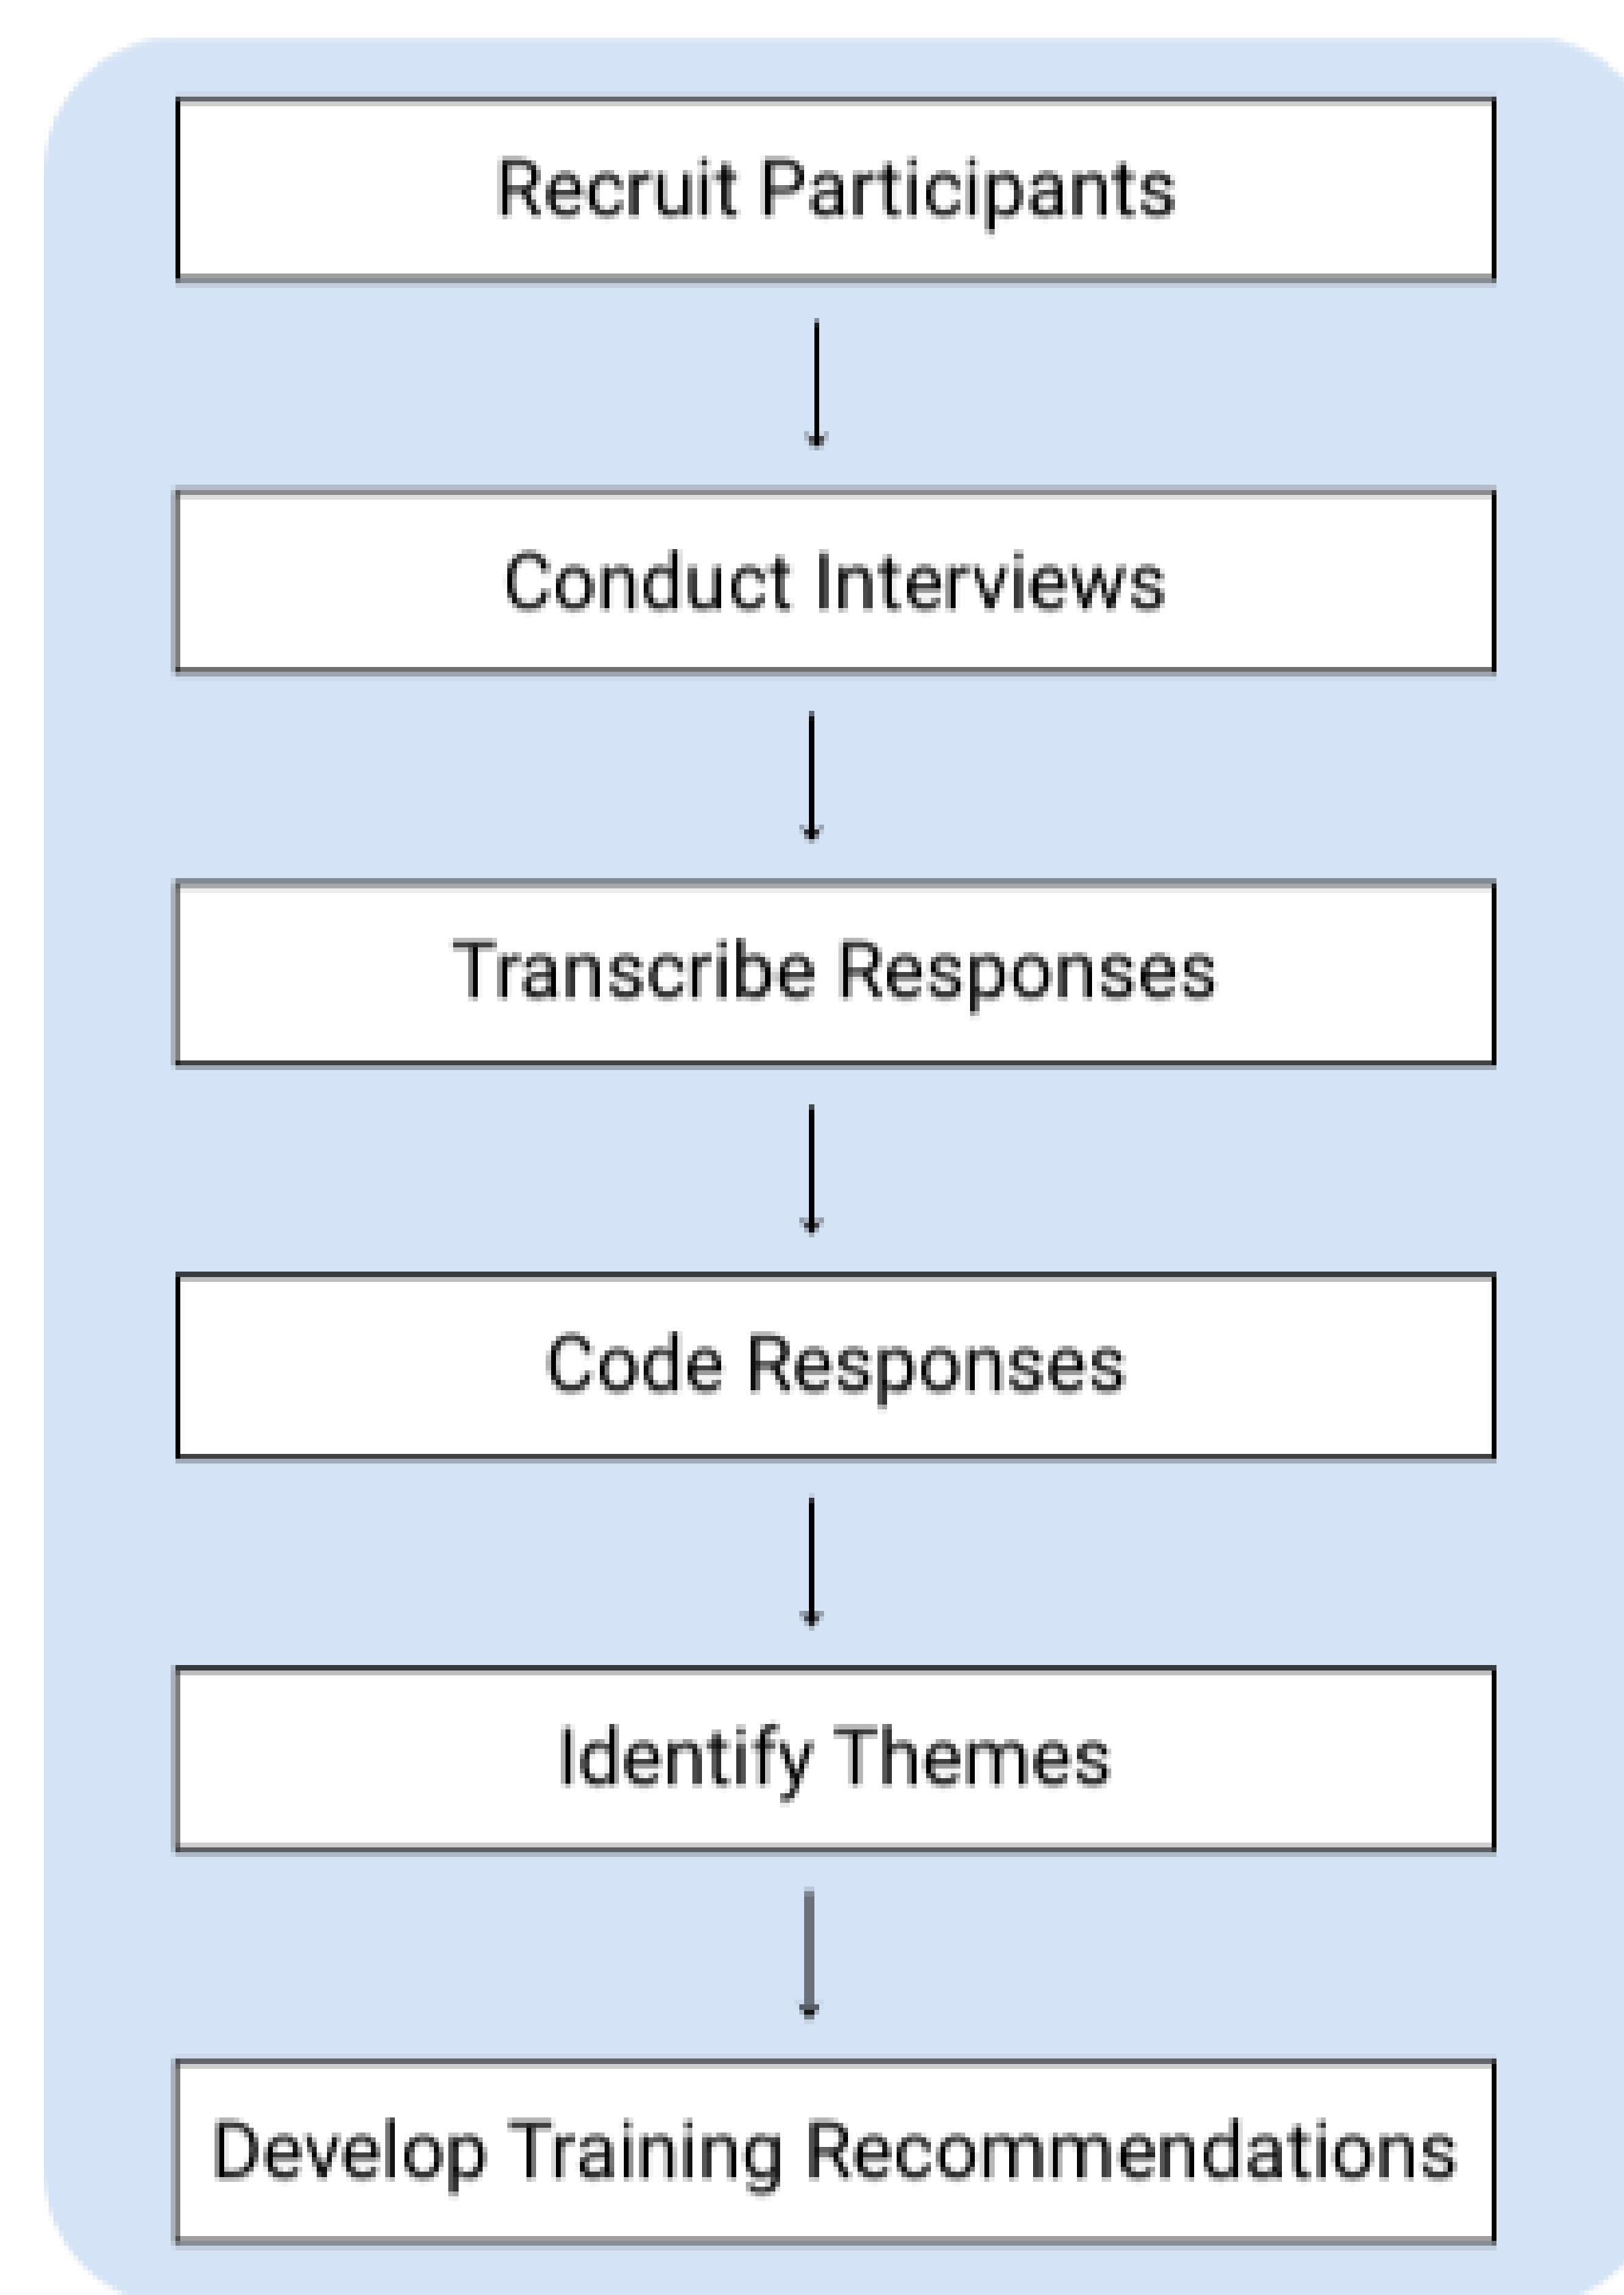 Recruit Participants
Conduct Interviews
Transcribe Responses
Code Responses
Identify Themes
Develop Training Recommendations